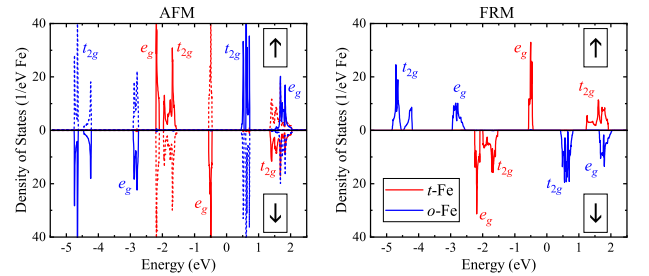 AFM
FRM
Density of States (1/eV Fe)
40
20
0
20
40
t2g
eg
eg
t2g
t2g
eg
↑
eg
eg
t2g
↓
-5 -4 -3 -2 -1 0 1 2
Energy (eV)
Density of States (1/eV Fe)
40
20
0
20
40
t2g
eg
eg
t2g
↑
eg
t2g
t2g
eg
↓
t-Fe
o-Fe
-5 -4 -3 -2 -1 0 1 2
Energy (eV)